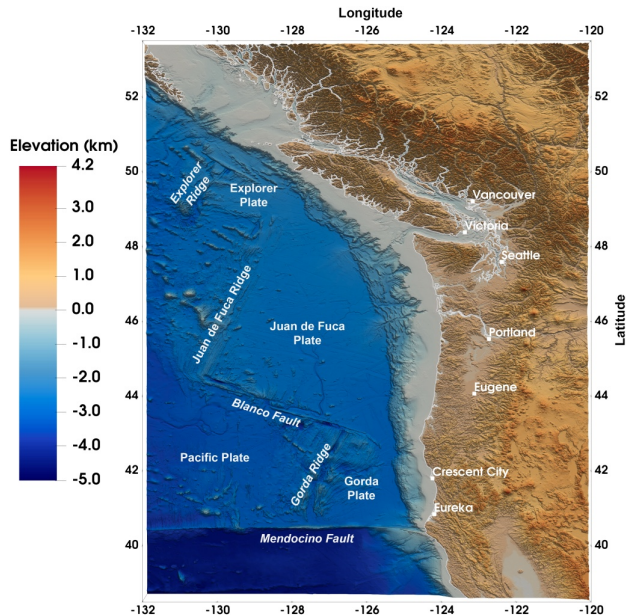 Longitude
-132
-130
-128
-126
-124
-122
-120
52
52
Elevation (km)
4.2
3.0
2.0
1.0
0.0
-1.0
-2.0
-3.0
-4.0
-5.0
50
50
Explorer
Ridge
Explorer
Plate
Vancouver
Victoria
48
48
Seattle
Juan de Fuca Ridge
Juan de Fuca
Plate
46
46
Portland
Latitude
Eugene
44
44
Blanco Fault
Pacific Plate
Gorda Ridge
Gorda
Plate
Crescent City
42
42
Eureka
Mendocino Fault
40
40
-132
-130
-128
-126
-124
-122
-120